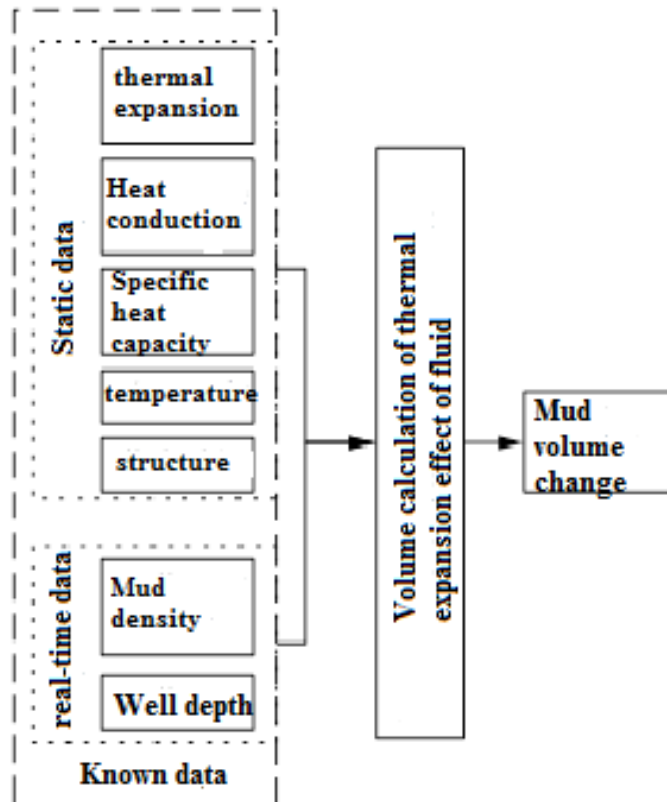 thermal
expansion
Heat
conduction
Specific
heat
capacity
temperature
structure
Static data
Mud
density
Well depth
real-time data
Known data
Volume calculation of thermal
expansion effect of fluid
Mud
volume
change